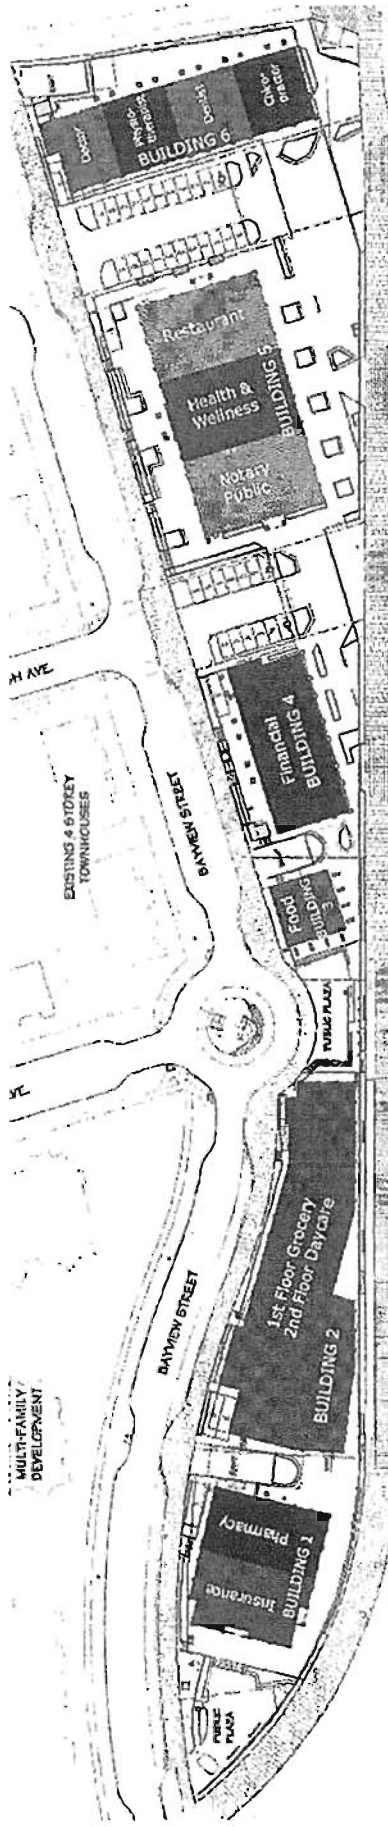 Doctor
Dentist
BUILDING 6
Restaurant
Health &
Wellness
Notary
Public
BUILDING 5
Financial
BUILDING 4
BAYVIEW STREET
EXISTING 4 STOREY
TOWNHOUSES
AVE.
Food
BUILDING
3
PUBLIC PLAZA
1st Floor Grocery
2nd Floor Daycare
BUILDING 2
BAYVIEW STREET
MULTI-FAMILY
DEVELOPMENT
Pharmacy
Insurance
BUILDING 1
PUBLIC
PLAZA